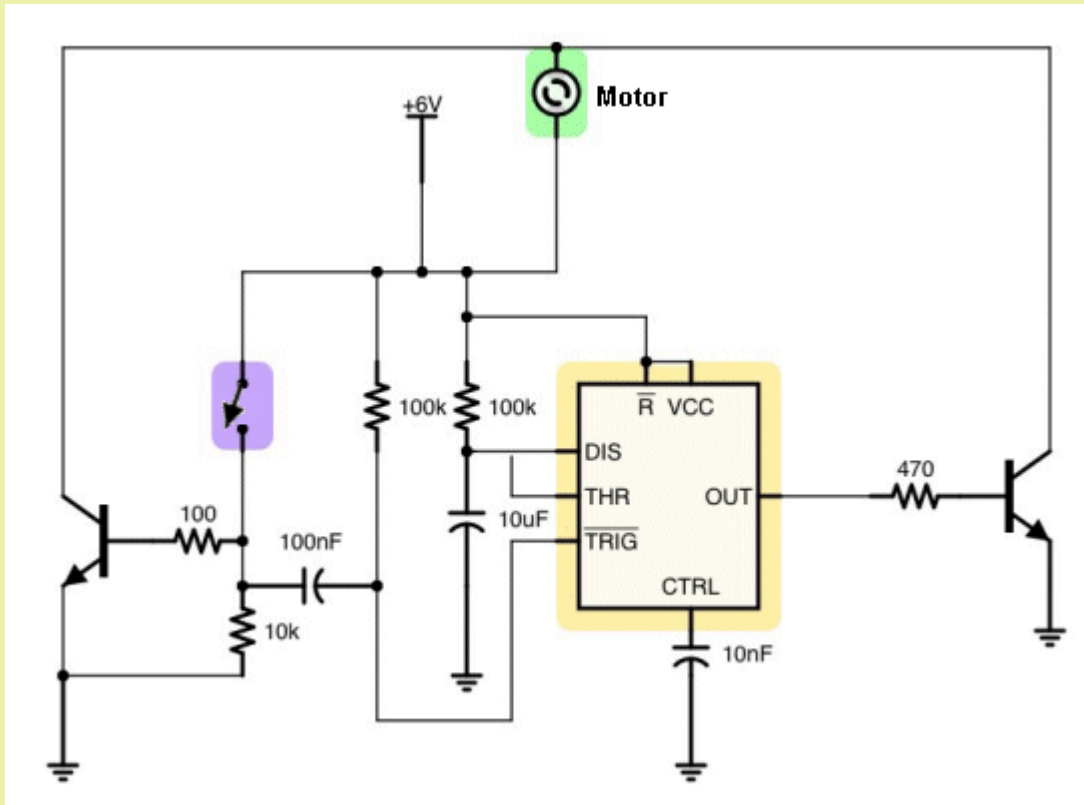 +6V
Motor
100k
100k
R VCC
DIS
THR
OUT
TRIG
CTRL
470
100
100nF
10uF
10k
10nF